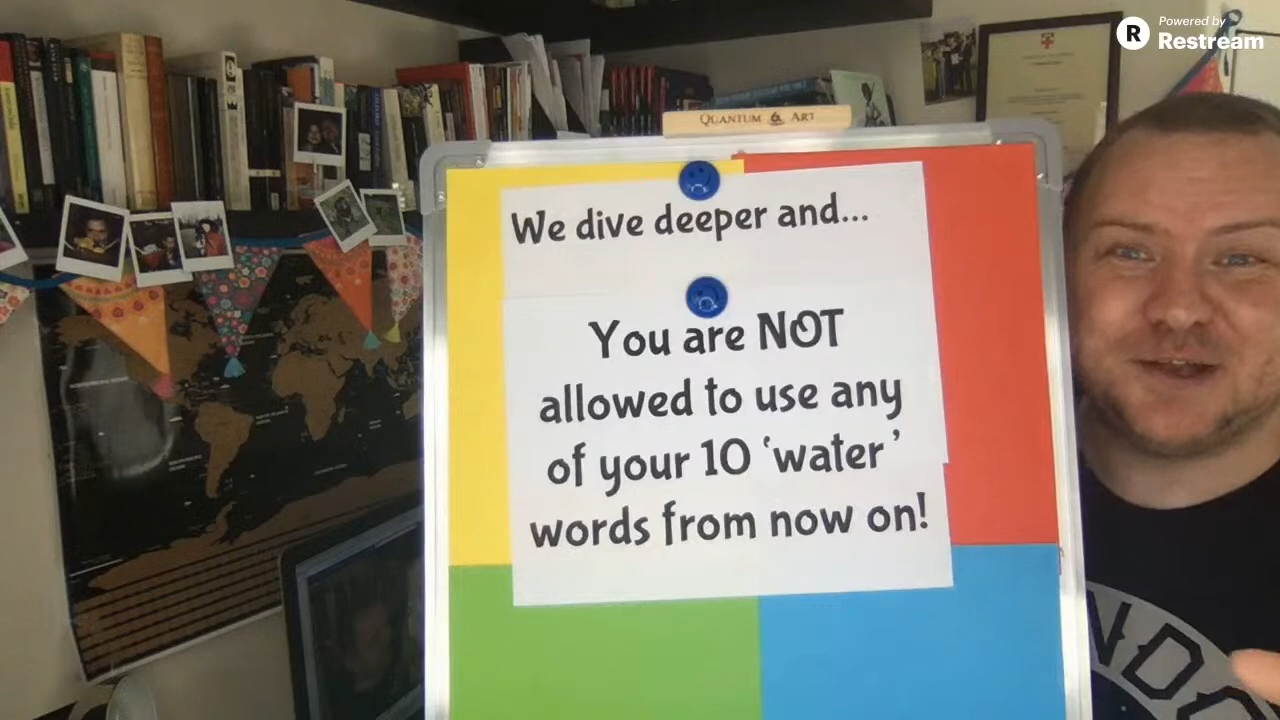 Powered by
Restream
QUANTUM ART
We dive deeper and...
You are NOT
allowed to use any
of your 10 ‘water’
words from now on!